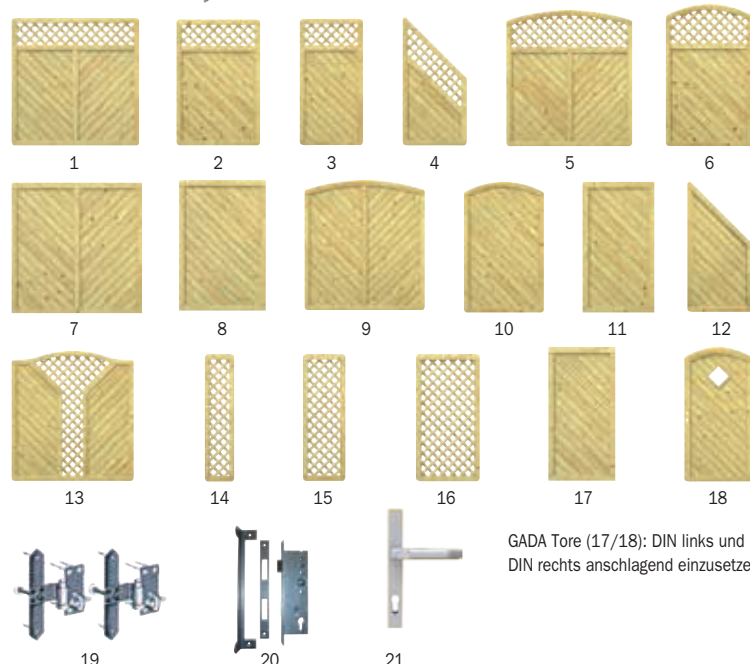 1 2 3 4 5 6
7 8 9 10 11 12
13 14 15 16 17 18
GADA Tore (17/18): DIN links und
DIN rechts anschlagend einzusetze
19 20 21